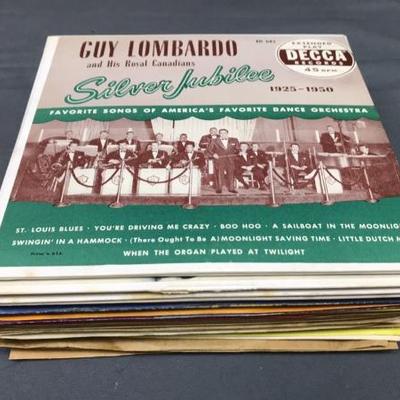 GUY LOMBARDO
and His Royal Canadians
Silver Jubilee
1925-1950
EXTENDED PLAY
DECCA
RECORDS
45 RPM
FAVORITE SONGS OF AMERICA'S FAVORITE DANCE ORCHESTRA
ST. LOUIS BLUES · YOU'RE DRIVING ME CRAZY · BOO HOO · A SAILBOAT IN THE MOONLIGH
SWINGIN' IN A HAMMOCK · (There Ought To Be A) MOONLIGHT SAVING TIME · LITTLE DUTCH M
WHEN THE ORGAN PLAYED AT TWILIGHT